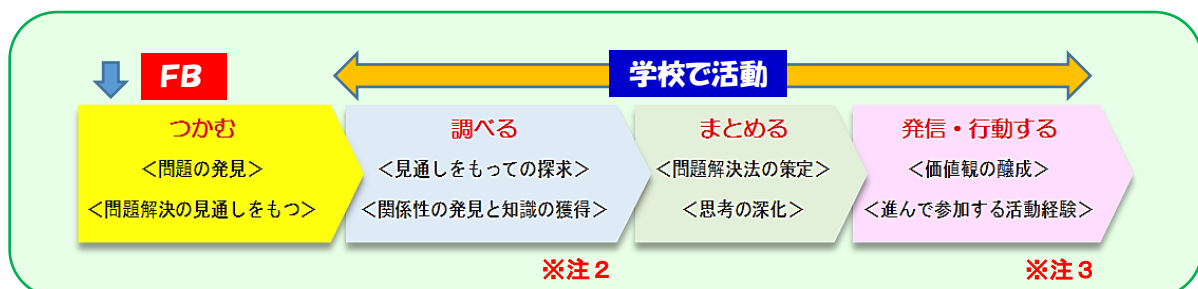 FB
学校で活動
つかむ
＜問題の発見＞
＜問題解決の見通しをもつ＞
調べる
＜見通しをもっての探求＞
＜関係性の発見と知識の獲得＞
まとめる
＜問題解決法の策定＞
＜思考の深化＞
発信・行動する
＜価値観の醸成＞
＜進んで参加する活動経験＞
※注２
※注３